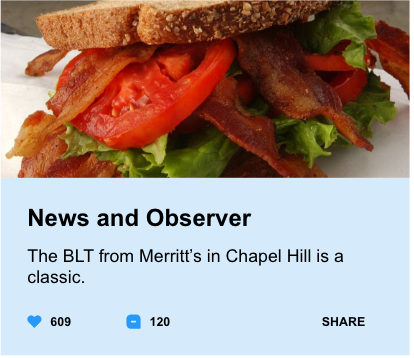 News and Observer
The BLT from Merritt’s in Chapel Hill is a
classic.
609 120 SHARE